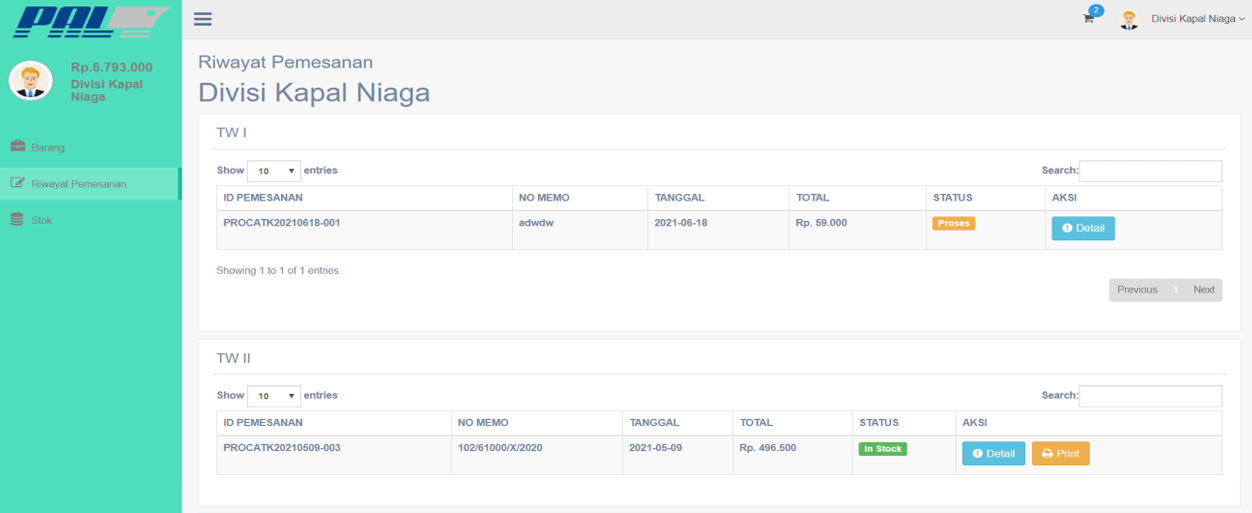 PAL
2
Divisi Kapal Niaga
Rp.6.793.000
Divisi Kapal
Niaga
Barang
Riwayat Pemesanan
Stok
Riwayat Pemesanan
Divisi Kapal Niaga
TW I
Show 10 entries Search:
ID PEMESANAN NO MEMO TANGGAL TOTAL STATUS AKSI
PROCATK20210618-001 adwdw 2021-06-18 Rp. 59.000 Proses Detail
Showing 1 to 1 of 1 entries
Previous 1 Next
TW II
Show 10 entries Search:
ID PEMESANAN NO MEMO TANGGAL TOTAL STATUS AKSI
PROCATK20210509-003 102/61000/X/2020 2021-05-09 Rp. 496.500 In Stock Detail Print